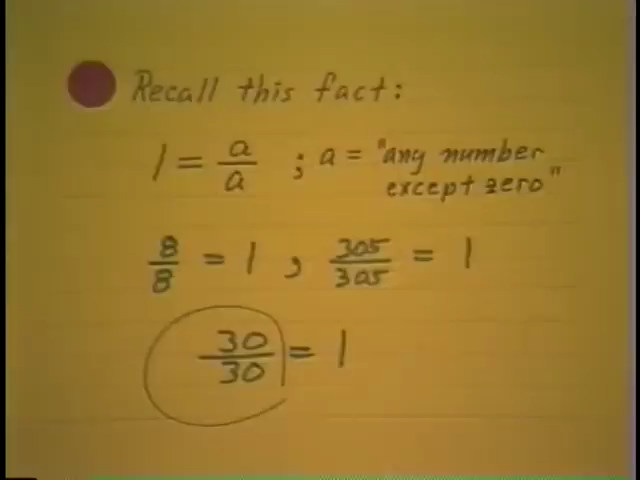 Recall this fact:
1 = a/a ; a = "any number
except zero"
8/8 = 1 , 305/305 = 1
30/30 = 1